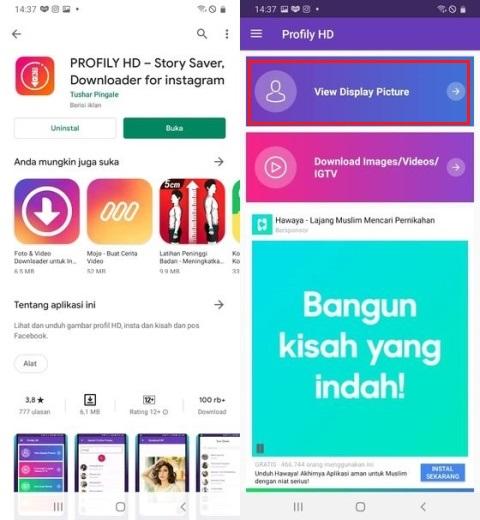 14:37
PROFILY HD – Story Saver,
Downloader for instagram
Tushar Pingale
Berisi iklan
Uninstal
Buka
Anda mungkin juga suka
5cm
Foto & Video
Downloader untuk In...
6,5 MB
Mojo - Buat Cerita
Video
52 MB
Latihan Peninggi
Badan - Meningkatka...
9,9 MB
Tentang aplikasi ini
Lihat dan unduh gambar profil HD, insta dan kisah dan pos
Facebook.
Alat
3,8 ★
777 ulasan
6,1 MB
12+
Rating 12+
100 rb+
Download
14:37
Profily HD
View Display Picture
Download Images/Videos/
IGTV
Hawaya - Lajang Muslim Mencari Pernikahan
Bersponsor
Bangun
kisah yang
indah!
GRATIS
466.744 orang menggunakan ini
Unduh Hawaya! Akhirnya Aplikasi aman untuk Muslim
dengan niat serius!
INSTAL
SEKARANG